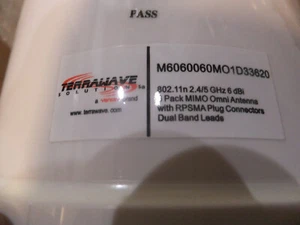 PASS
TERRAWAVE
SOLUTIONS
a
www.terrawave.com
M6060060MO1D33620
802.11n 2.4/5 GHz 6 dBi
Pack MIMO Omni Antenna
with RPSMA Plug Connectors
Dual Band Leads